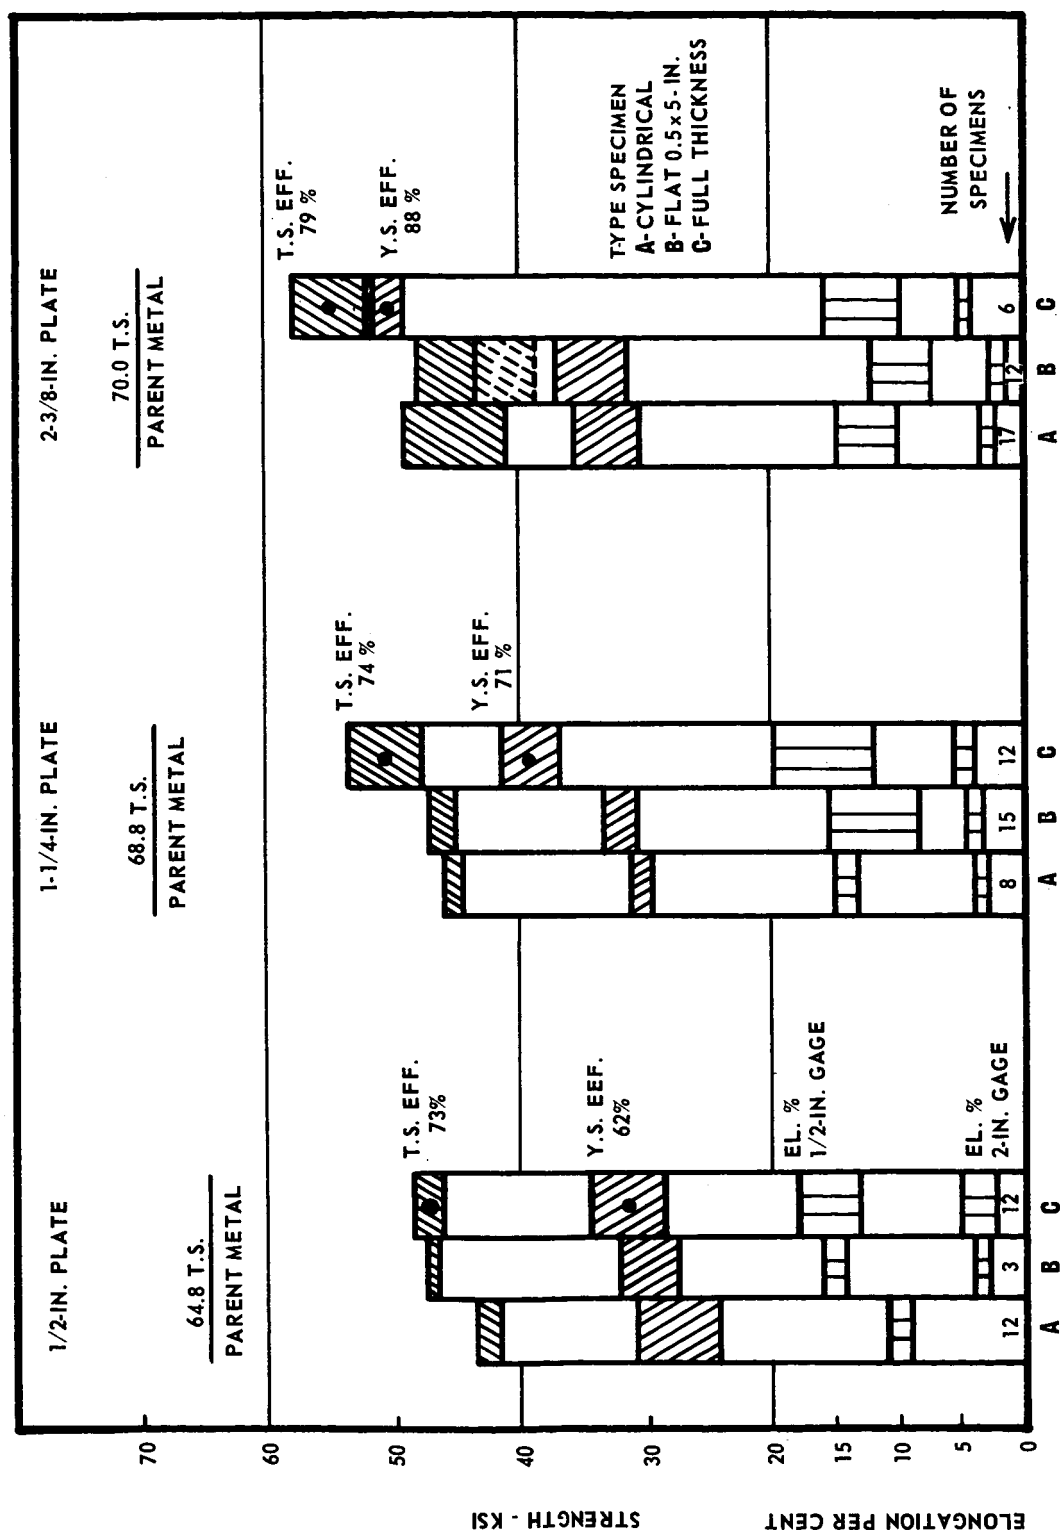 1/2-IN. PLATE
1-1/4-IN. PLATE
2-3/8-IN. PLATE
64.8 T.S.
PARENT METAL
68.8 T.S.
PARENT METAL
70.0 T.S.
PARENT METAL
T.S. EFF.
73%
Y.S. EEF.
62%
EL. %
1/2-IN. GAGE
EL. %
2-IN. GAGE
T.S. EFF.
74 %
Y.S. EFF.
71 %
T.S. EFF.
79 %
Y.S. EFF.
88 %
TYPE SPECIMEN
A-CYLINDRICAL
B-FLAT 0.5x5-IN.
C-FULL THICKNESS
NUMBER OF
SPECIMENS
70
60
50
40
30
20
15
10
5
0
STRENGTH - KSI
ELONGATION PER CENT
12 3 12 8 15 12 17 12 6
A B C A B C A B C